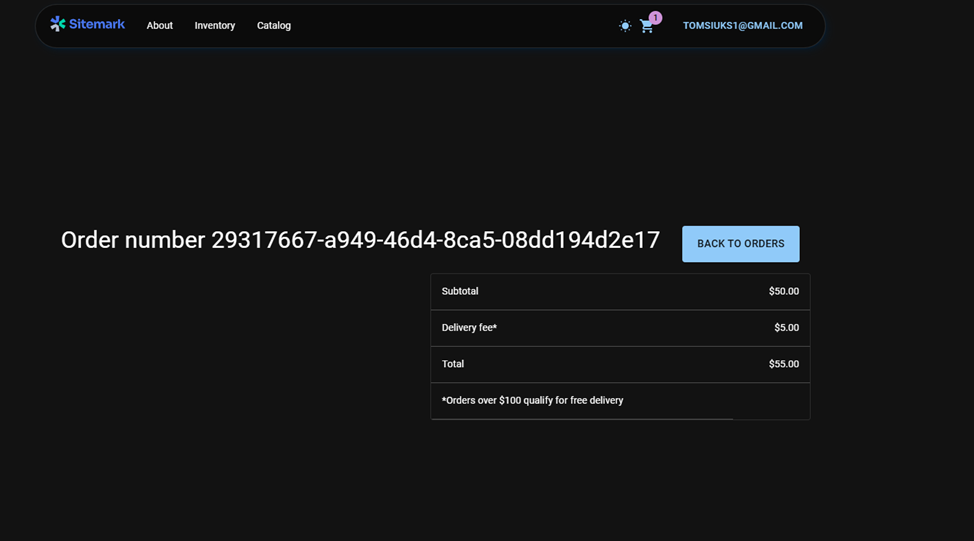 Sitemark About Inventory Catalog 1 TOMSIUKS1@GMAIL.COM
Order number 29317667-a949-46d4-8ca5-08dd194d2e17 BACK TO ORDERS
Subtotal $50.00
Delivery fee* $5.00
Total $55.00
*Orders over $100 qualify for free delivery